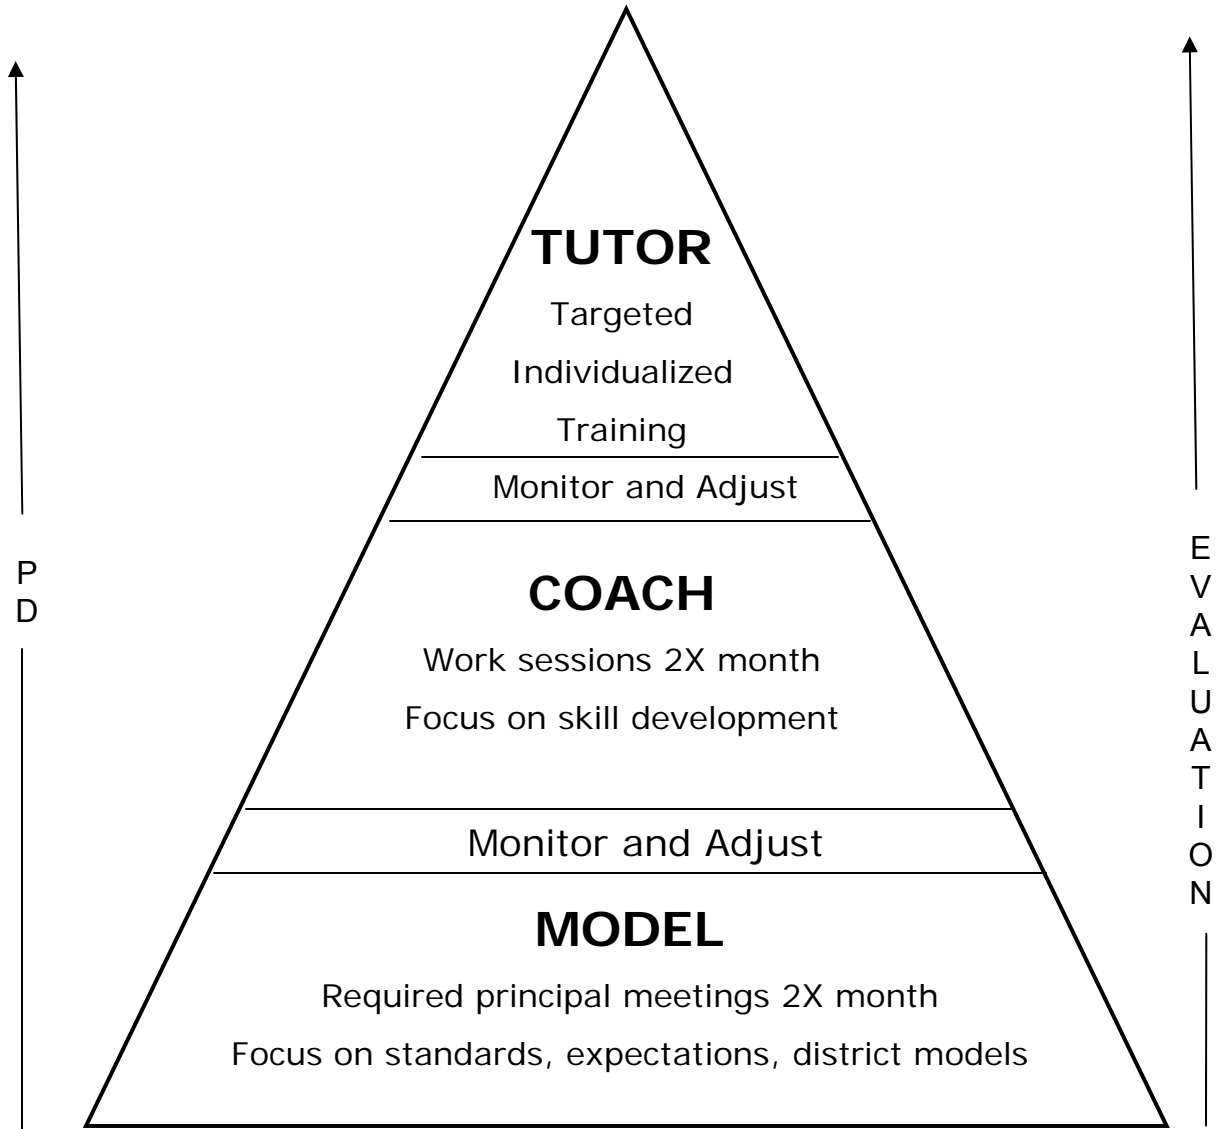 TUTOR
Targeted
Individualized
Training
Monitor and Adjust
COACH
Work sessions 2X month
Focus on skill development
Monitor and Adjust
MODEL
Required principal meetings 2X month
Focus on standards, expectations, district models
P
D
E
V
A
L
U
A
T
I
O
N